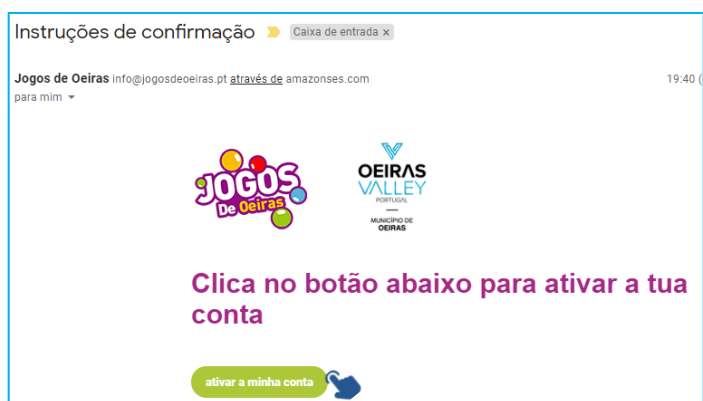 Instruções de confirmação Caixa de entrada x
Jogos de Oeiras info@jogosdeoeiras.pt através de amazonses.com 19:40 (
para mim
JOGOS
De Oeiras
OEIRAS
VALLEY
PORTUGAL
MUNICÍPIO DE
OEIRAS
Clica no botão abaixo para ativar a tua
conta
ativar a minha conta